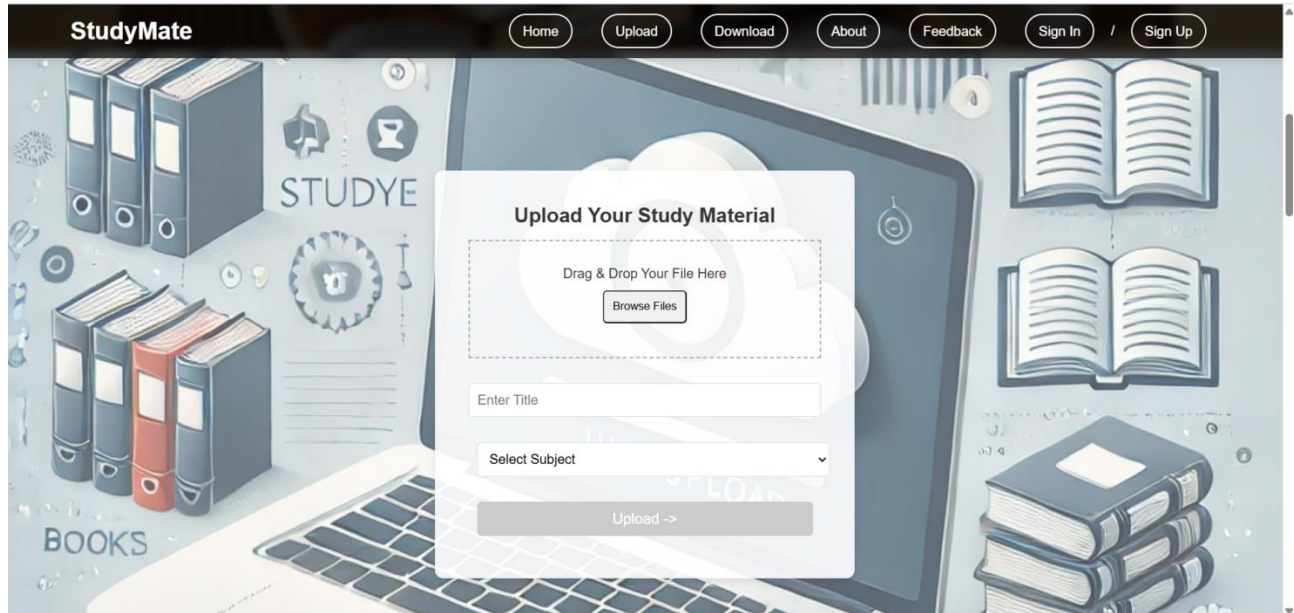 StudyMate Home Upload Download About Feedback Sign In / Sign Up
STUDYE
Upload Your Study Material
Drag & Drop Your File Here
Browse Files
Enter Title
Select Subject
Upload ->
BOOKS